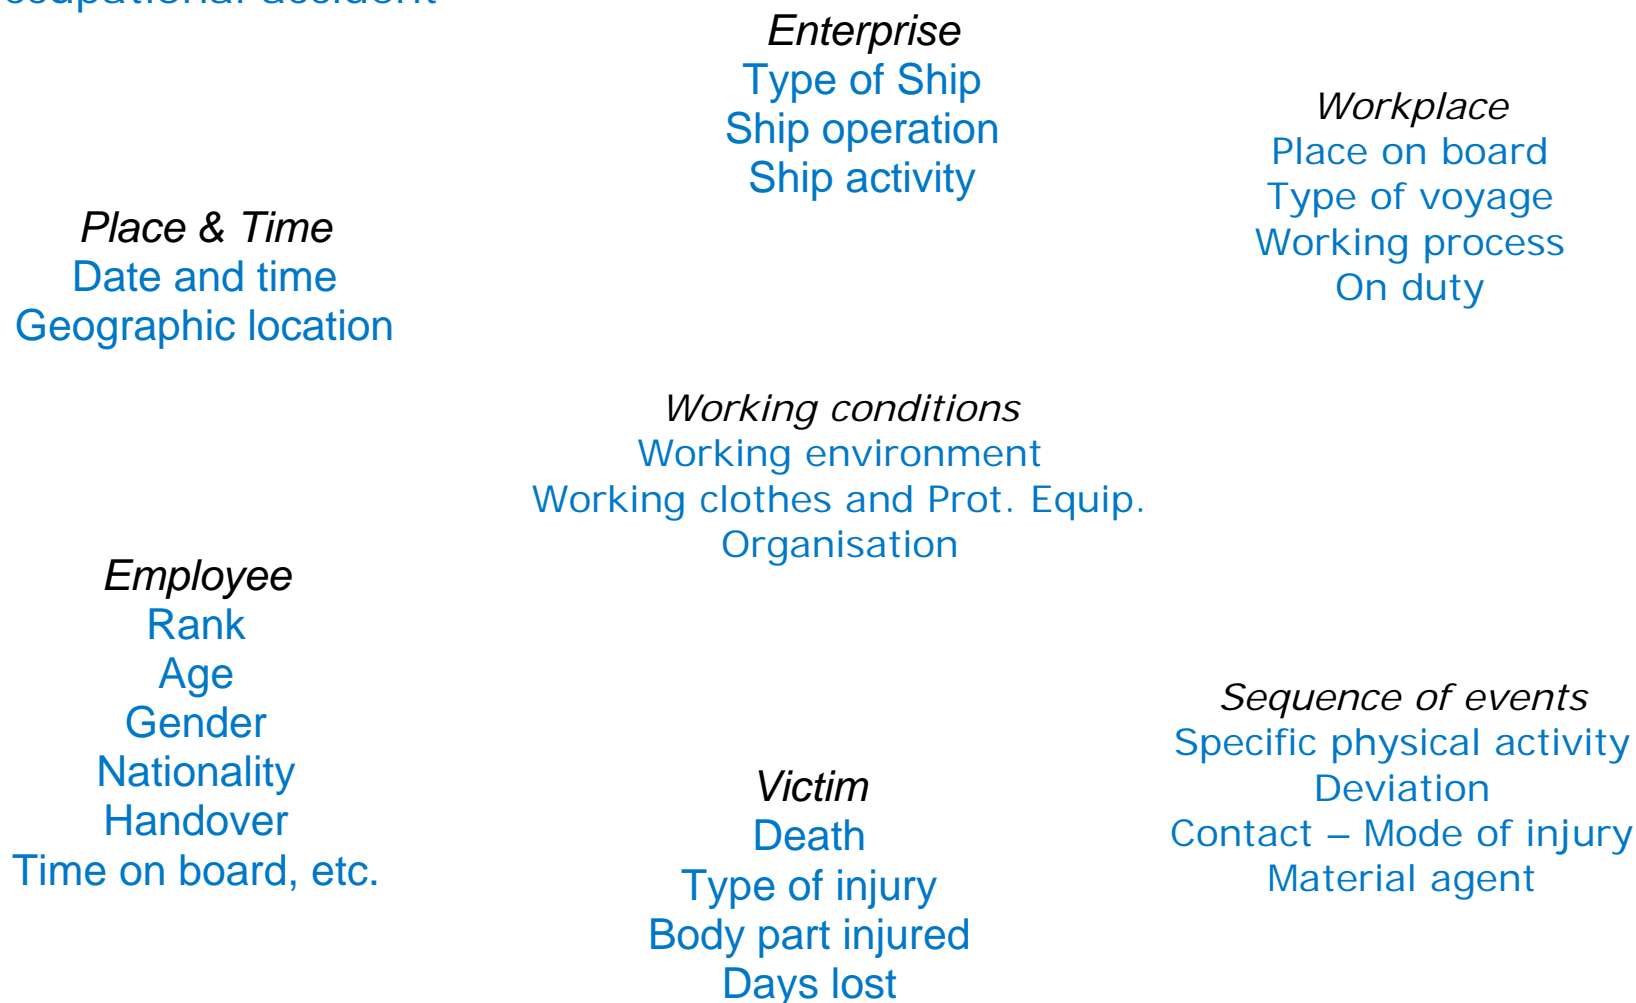 accident
Enterprise
Type of Ship
Ship operation
Ship activity
Workplace
Place on board
Type of voyage
Working process
On duty
Place & Time
Date and time
Geographic location
Working conditions
Working environment
Working clothes and Prot. Equip.
Organisation
Employee
Rank
Age
Gender
Nationality
Handover
Time on board, etc.
Victim
Death
Type of injury
Body part injured
Days lost
Sequence of events
Specific physical activity
Deviation
Contact – Mode of injury
Material agent